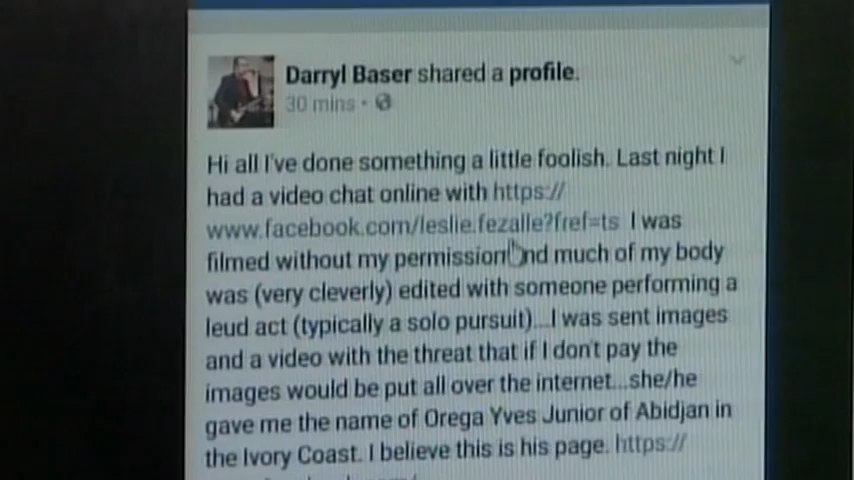 Darryl Baser shared a profile.
30 mins •
Hi all I've done something a little foolish. Last night I
had a video chat online with https://
www.facebook.com/leslie.fezalle?fref=ts I was
filmed without my permission and much of my body
was (very cleverly) edited with someone performing a
leud act (typically a solo pursuit)...I was sent images
and a video with the threat that if I don't pay the
images would be put all over the internet...she/he
gave me the name of Orega Yves Junior of Abidjan in
the Ivory Coast. I believe this is his page. https://